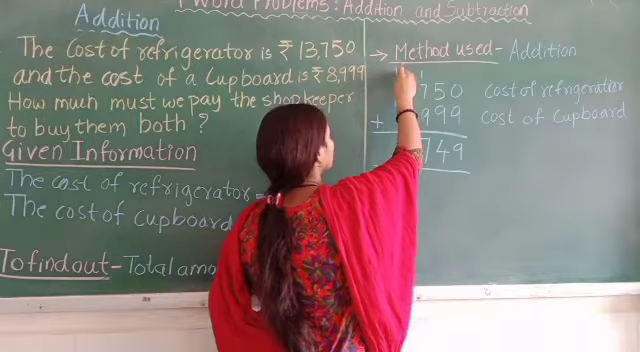 Word Problems: Addition and Subtraction
Addition
The Cost of refrigerator is ₹ 13,750
and the cost of a Cupboard is ₹ 8,999
How much must we pay the shopkeeper
to buy them both ?
Given Information
The cost of refrigerator =
The cost of cupboard
To find out - Total amo
→ Method used - Addition
1
750 cost of refrigerator
+ 999 cost of Cupboard
749